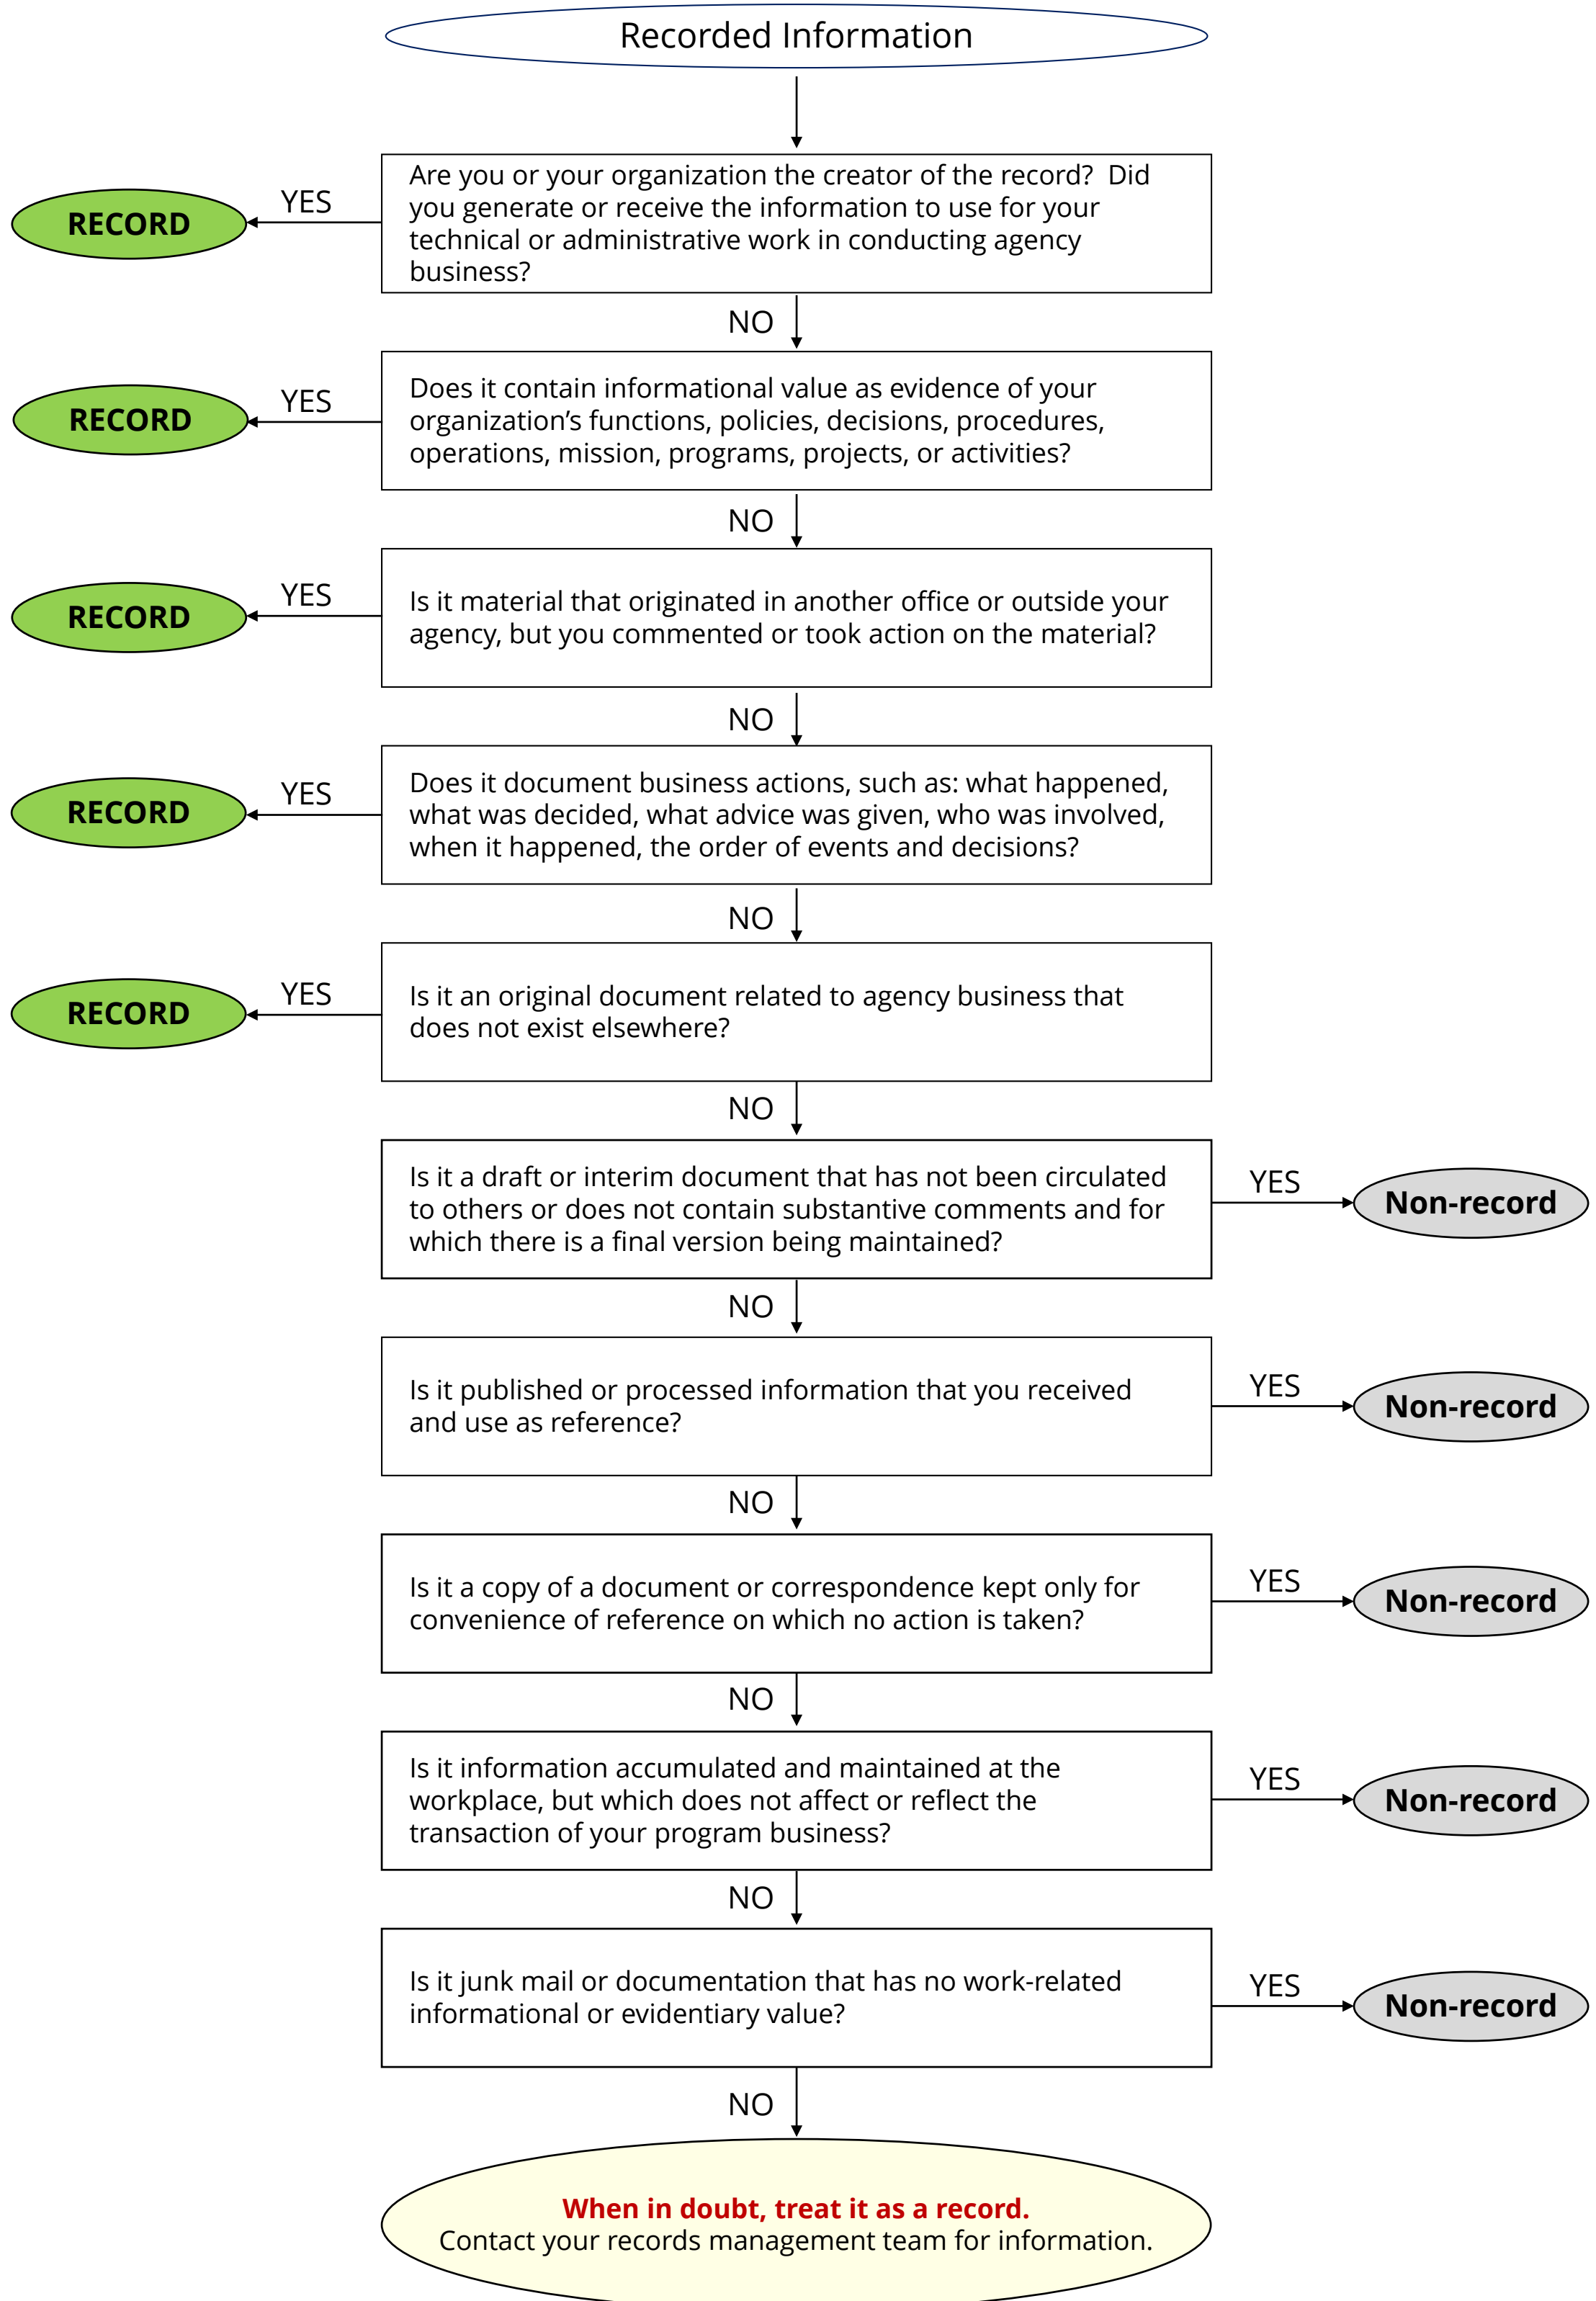 Recorded Information
Are you or your organization the creator of the record?  Did
you generate or receive the information to use for your
technical or administrative work in conducting agency
business?
YES
RECORD
NO
Does it contain informational value as evidence of your
organization’s functions, policies, decisions, procedures,
operations, mission, programs, projects, or activities?
YES
RECORD
NO
Is it material that originated in another office or outside your
agency, but you commented or took action on the material?
YES
RECORD
NO
Does it document business actions, such as: what happened,
what was decided, what advice was given, who was involved,
when it happened, the order of events and decisions?
YES
RECORD
NO
Is it an original document related to agency business that
does not exist elsewhere?
YES
RECORD
NO
Is it a draft or interim document that has not been circulated
to others or does not contain substantive comments and for
which there is a final version being maintained?
YES
Non-record
NO
Is it published or processed information that you received
and use as reference?
YES
Non-record
NO
Is it a copy of a document or correspondence kept only for
convenience of reference on which no action is taken?
YES
Non-record
NO
Is it information accumulated and maintained at the
workplace, but which does not affect or reflect the
transaction of your program business?
YES
Non-record
NO
Is it junk mail or documentation that has no work-related
informational or evidentiary value?
YES
Non-record
NO
When in doubt, treat it as a record.
Contact your records management team for information.